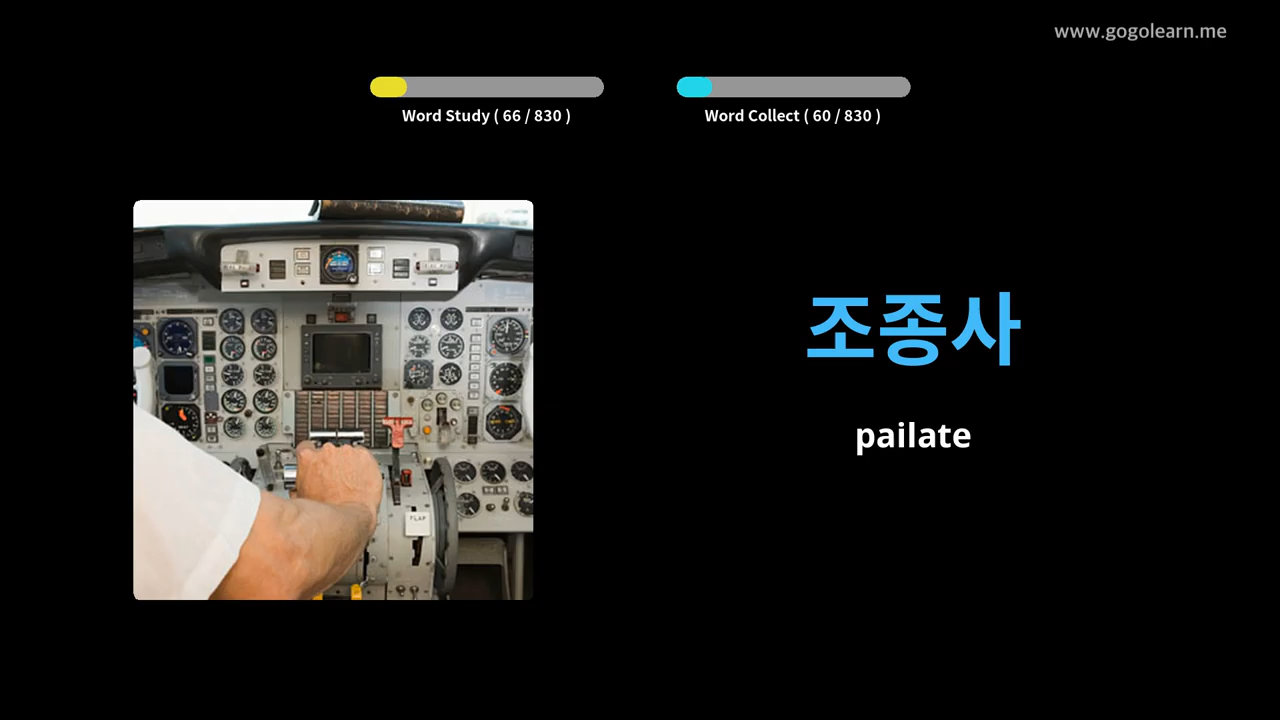 www.gogolearn.me
Word Study ( 66 / 830 )
Word Collect ( 60 / 830 )
조종사
pailate
FLAP